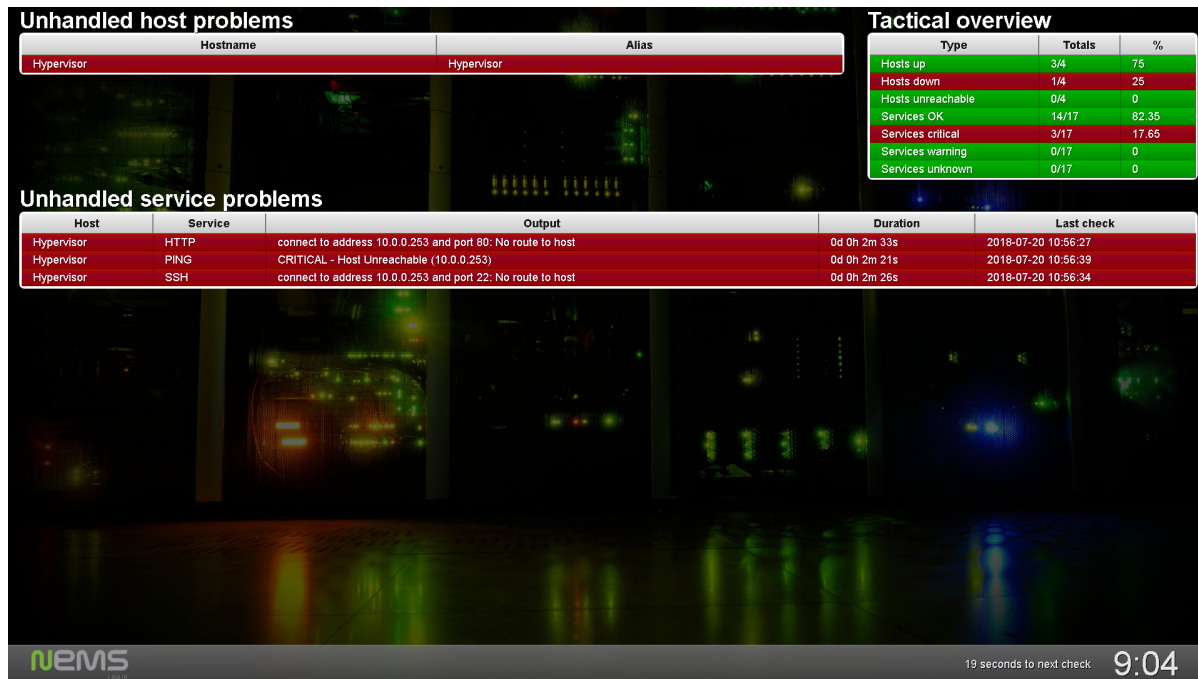 Unhandled host problems
Hostname Alias
Hypervisor Hypervisor
Tactical overview
Type Totals %
Hosts up 3/4 75
Hosts down 1/4 25
Hosts unreachable 0/4 0
Services OK 14/17 82.35
Services critical 3/17 17.65
Services warning 0/17 0
Services unknown 0/17 0
Unhandled service problems
Host Service Output Duration Last check
Hypervisor HTTP connect to address 10.0.0.253 and port 80: No route to host 0d 0h 2m 33s 2018-07-20 10:56:27
Hypervisor PING CRITICAL - Host Unreachable (10.0.0.253) 0d 0h 2m 21s 2018-07-20 10:56:39
Hypervisor SSH connect to address 10.0.0.253 and port 22: No route to host 0d 0h 2m 26s 2018-07-20 10:56:34
NEMS
19 seconds to next check 9:04